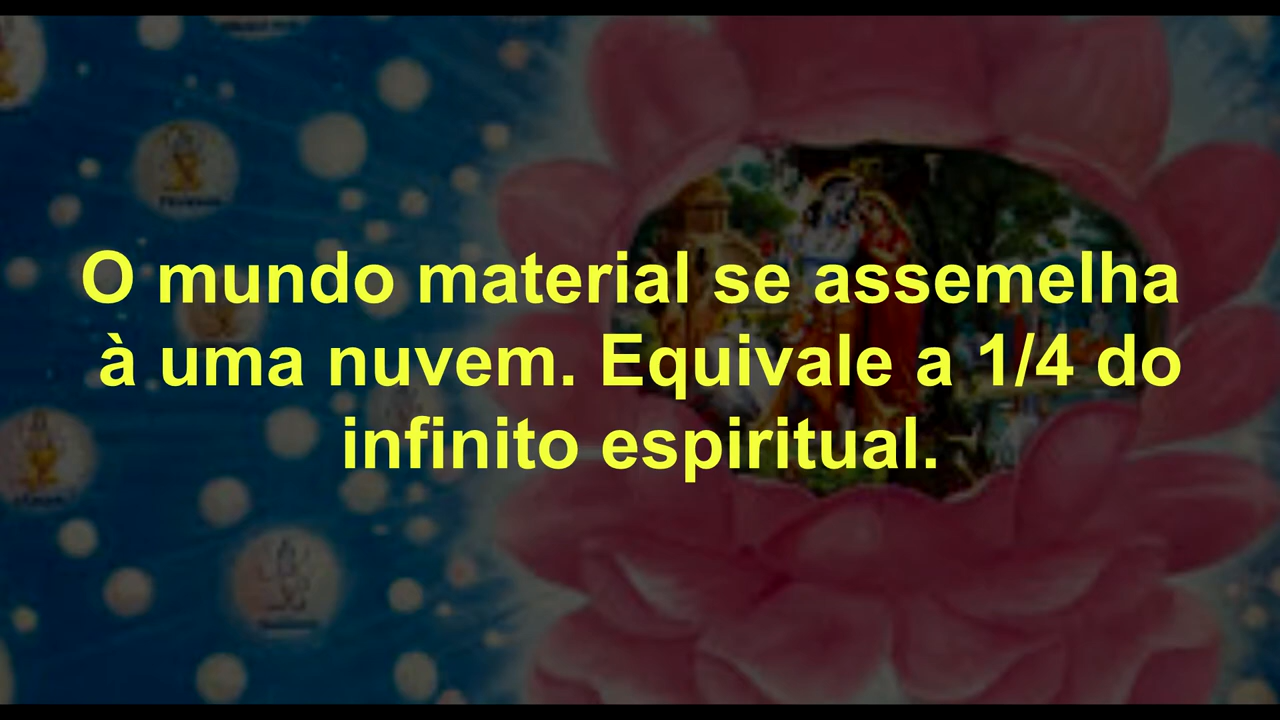 O mundo material se assemelha
à uma nuvem. Equivale a 1/4 do
infinito espiritual.